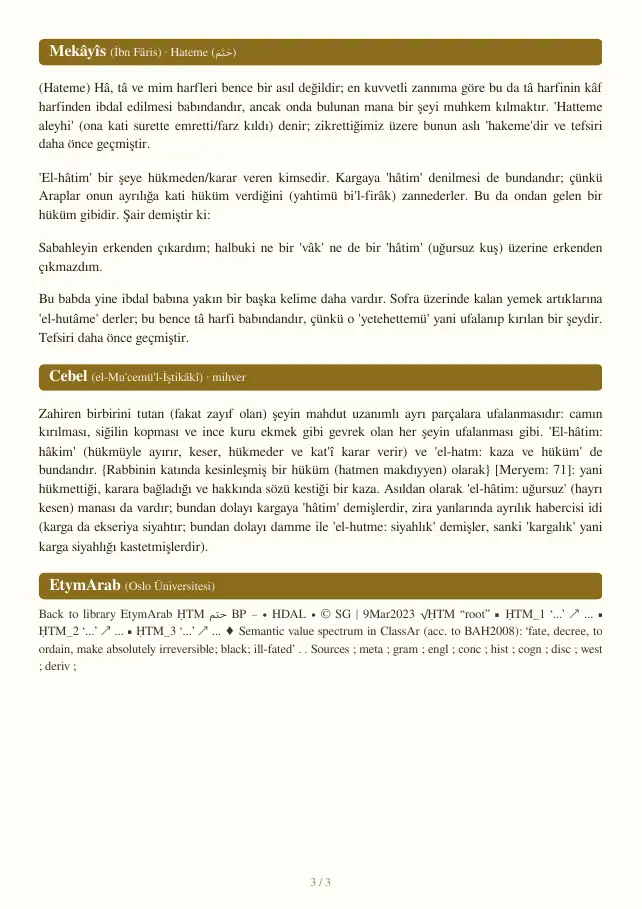 Mekâyîs (İbn Fâris) · Hateme (حَتَمَ)
(Hateme) Hâ, tâ ve mim harfleri bence bir asıl değildir; en kuvvetli zannıma göre bu da tâ harfinin kâf
harfinden ibdal edilmesi babındandır, ancak onda bulunan mana bir şeyi muhkem kılmaktır. 'Hatteme
aleyhi' (ona kati surette emretti/farz kıldı) denir; zikrettiğimiz üzere bunun aslı 'hakeme'dir ve tefsiri
daha önce geçmiştir.
'El-hâtim' bir şeye hükmeden/karar veren kimsedir. Kargaya 'hâtim' denilmesi de bundandır; çünkü
Araplar onun ayrılığa kati hüküm verdiğini (yahtimü bi'l-firâk) zannederler. Bu da ondan gelen bir
hüküm gibidir. Şair demiştir ki:
Sabahleyin erkenden çıkardım; halbuki ne bir 'vâk' ne de bir 'hâtim' (uğursuz kuş) üzerine erkenden
çıkmazdım.
Bu babda yine ibdal babına yakın bir başka kelime daha vardır. Sofra üzerinde kalan yemek artıklarına
'el-hutâme' derler; bu bence tâ harfi babındandır, çünkü o 'yetehettemü' yani ufalanıp kırılan bir şeydir.
Tefsiri daha önce geçmiştir.
Cebel (el-Mu'cemü'l-İştikâkî) · mihver
Zahiren birbirini tutan (fakat zayıf olan) şeyin mahdut uzanımlı ayrı parçalara ufalanmasıdır: camın
kırılması, siğilin kopması ve ince kuru ekmek gibi gevrek olan her şeyin ufalanması gibi. 'El-hâtim:
hâkim' (hükmüyle ayırır, keser, hükmeder ve kat'î karar verir) ve 'el-hatm: kaza ve hüküm' de
bundandır. {Rabbinin katında kesinleşmiş bir hüküm (hatmen makdıyyen) olarak} [Meryem: 71]: yani
hükmettiği, karara bağladığı ve hakkında sözü kestiği bir kaza. Asıldan olarak 'el-hâtim: uğursuz' (hayrı
kesen) manası da vardır; bundan dolayı kargaya 'hâtim' demişlerdir, zira yanlarında ayrılık habercisi idi
(karga da ekseriya siyahtır; bundan dolayı damme ile 'el-hutme: siyahlık' demişler, sanki 'kargalık' yani
karga siyahlığı kastetmişlerdir).
EtymArab (Oslo Üniversitesi)
Back to library EtymArab ḤTM حتم BP – • HDAL • © SG | 9Mar2023 √ḤTM “root” ▪ ḤTM_1 ‘...’ ↗ ... ▪
ḤTM_2 ‘...’ ↗ ... ▪ ḤTM_3 ‘...’ ↗ ... ♦ Semantic value spectrum in ClassAr (acc. to BAH2008): ‘fate, decree, to
ordain, make absolutely irreversible; black; ill-fated’ . . Sources ; meta ; gram ; engl ; conc ; hist ; cogn ; disc ; west
; deriv ;
3 / 3